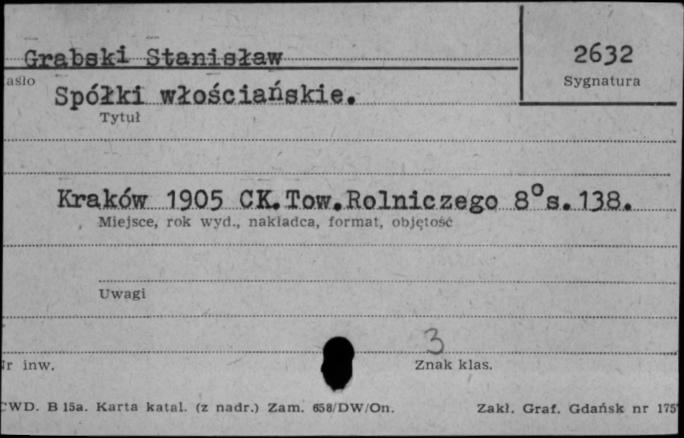 Grabski Stanisław
2632
asło
Sygnatura
Spółki włościańskie.
Tytuł
Kraków 1905 CK.Tow.Rolniczego 8° s.138.
Miejsce, rok wyd., nakładca, format, objętość
Uwagi
3
Nr inw.
Znak klas.
CWD. B 15a. Karta katal. (z nadr.) Zam. 658/DW/On.
Zakł. Graf. Gdańsk nr 175